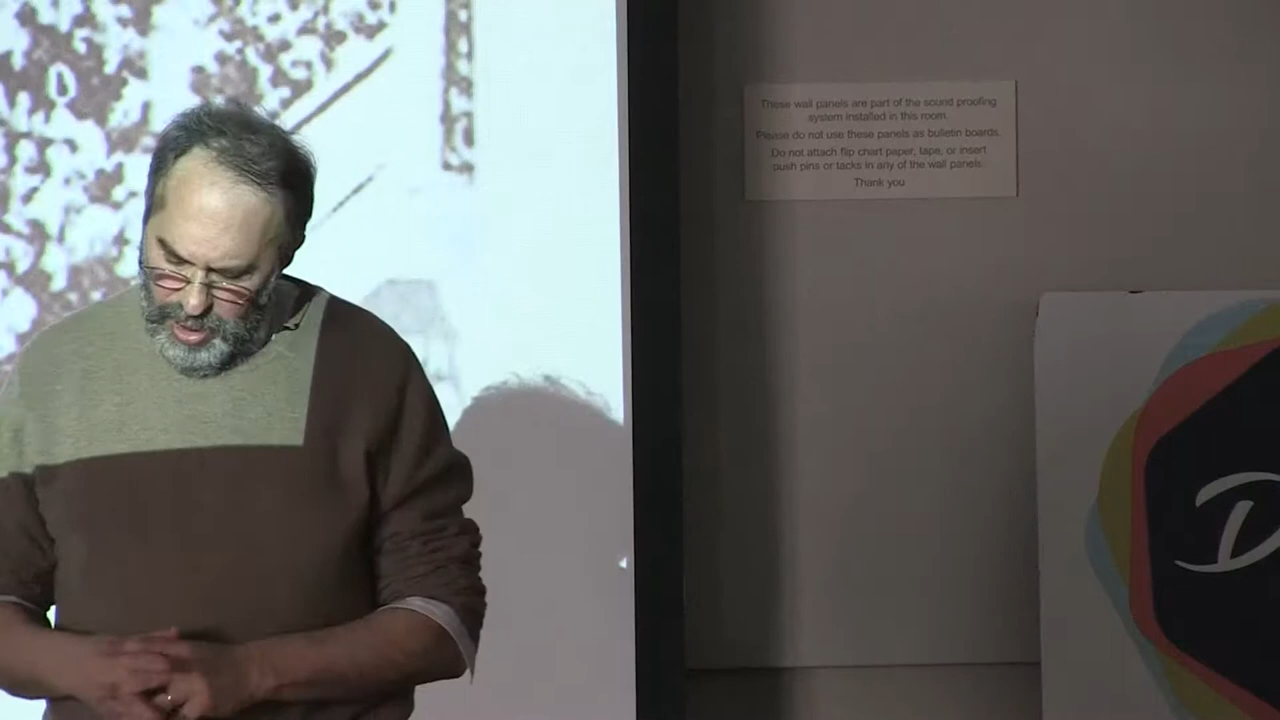 These wall panels are part of the sound proofing
system installed in this room.
Please do not use these panels as bulletin boards.
Do not attach flip chart paper, tape, or insert
push pins or tacks in any of the wall panels.
Thank you
D